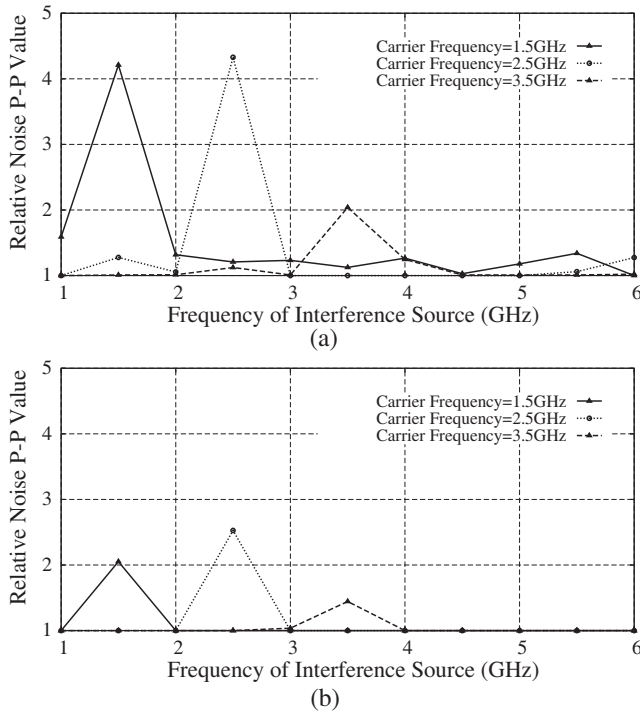 5
Carrier Frequency=1.5GHz
Carrier Frequency=2.5GHz
Carrier Frequency=3.5GHz
4
3
2
1
Relative Noise P-P Value
1 2 3 4 5 6
Frequency of Interference Source (GHz)
(a)
5
Carrier Frequency=1.5GHz
Carrier Frequency=2.5GHz
Carrier Frequency=3.5GHz
4
3
2
1
Relative Noise P-P Value
1 2 3 4 5 6
Frequency of Interference Source (GHz)
(b)